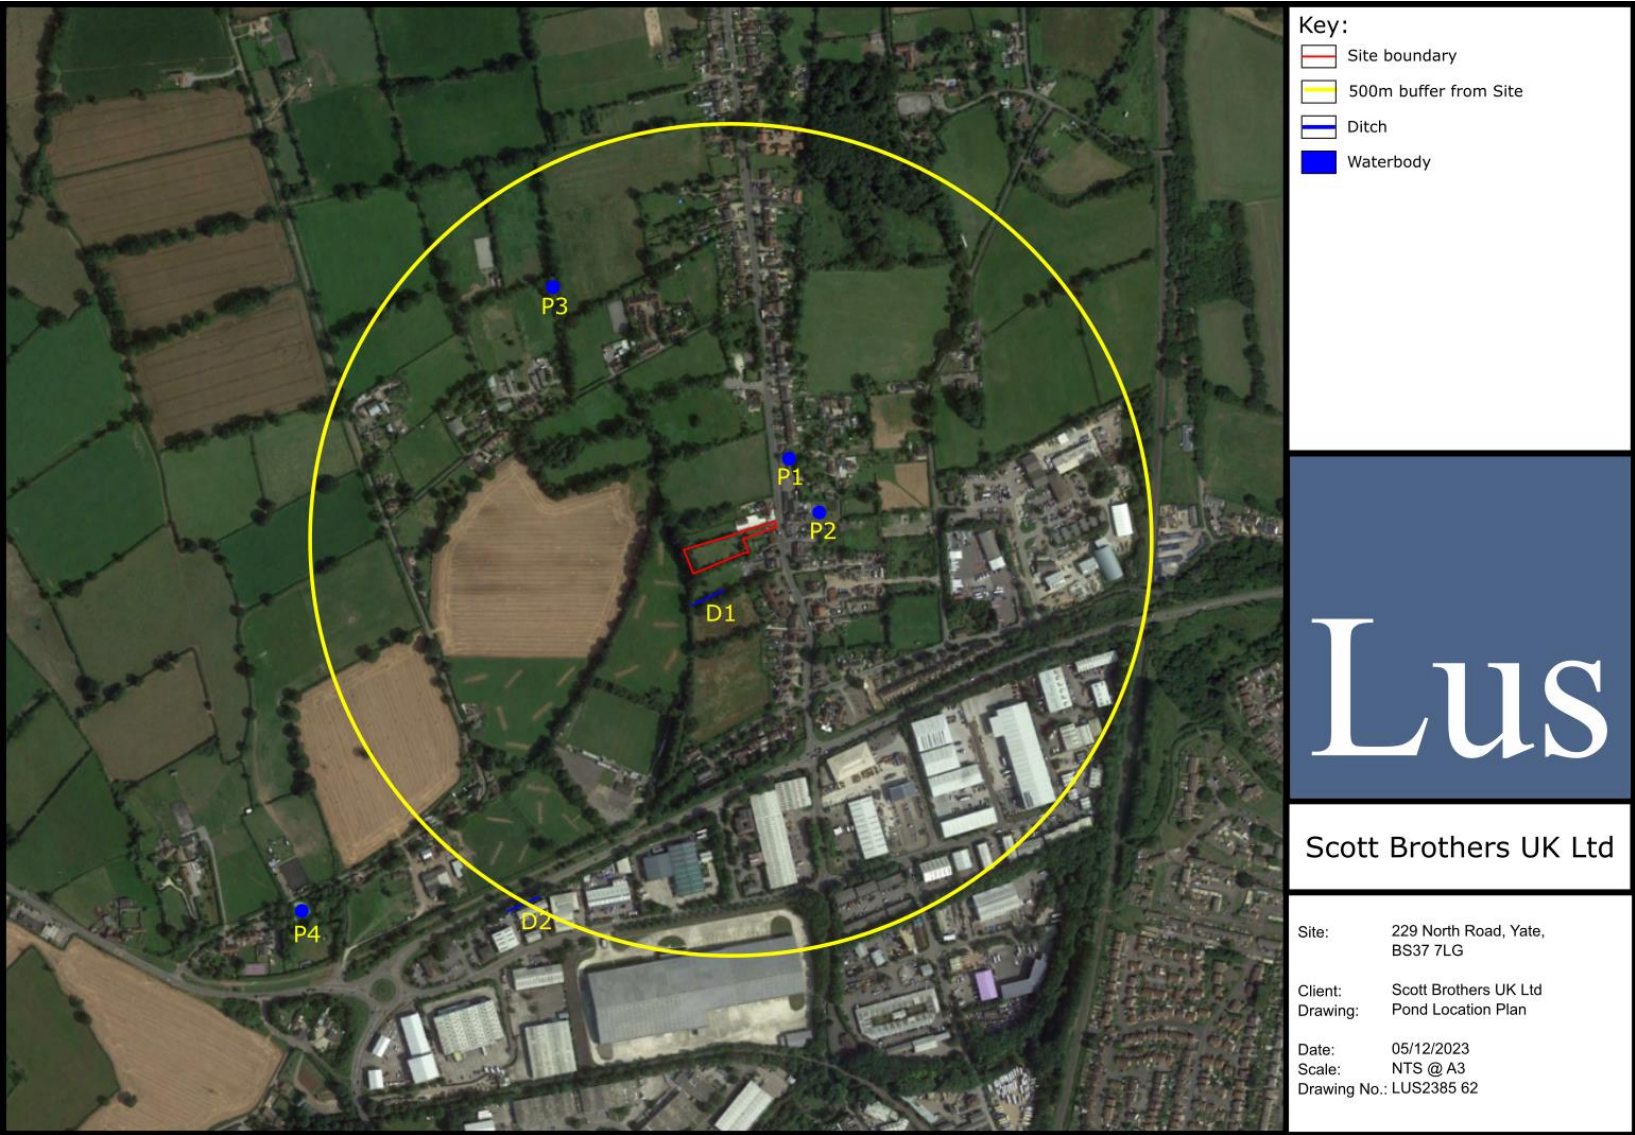 Key:
Site boundary
500m buffer from Site
Ditch
Waterbody
P3
P1
P2
D1
D2
P4
Lus
Scott Brothers UK Ltd
Site: 229 North Road, Yate,
BS37 7LG
Client: Scott Brothers UK Ltd
Drawing: Pond Location Plan
Date: 05/12/2023
Scale: NTS @ A3
Drawing No.: LUS2385 62